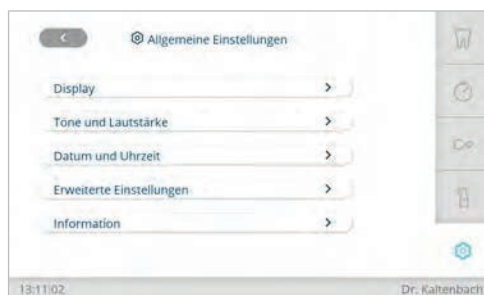 Allgemeine Einstellungen
Display
Töne und Lautstärke
Datum und Uhrzeit
Erweiterte Einstellungen
Information
13:11:02 Dr. Kaltenbach